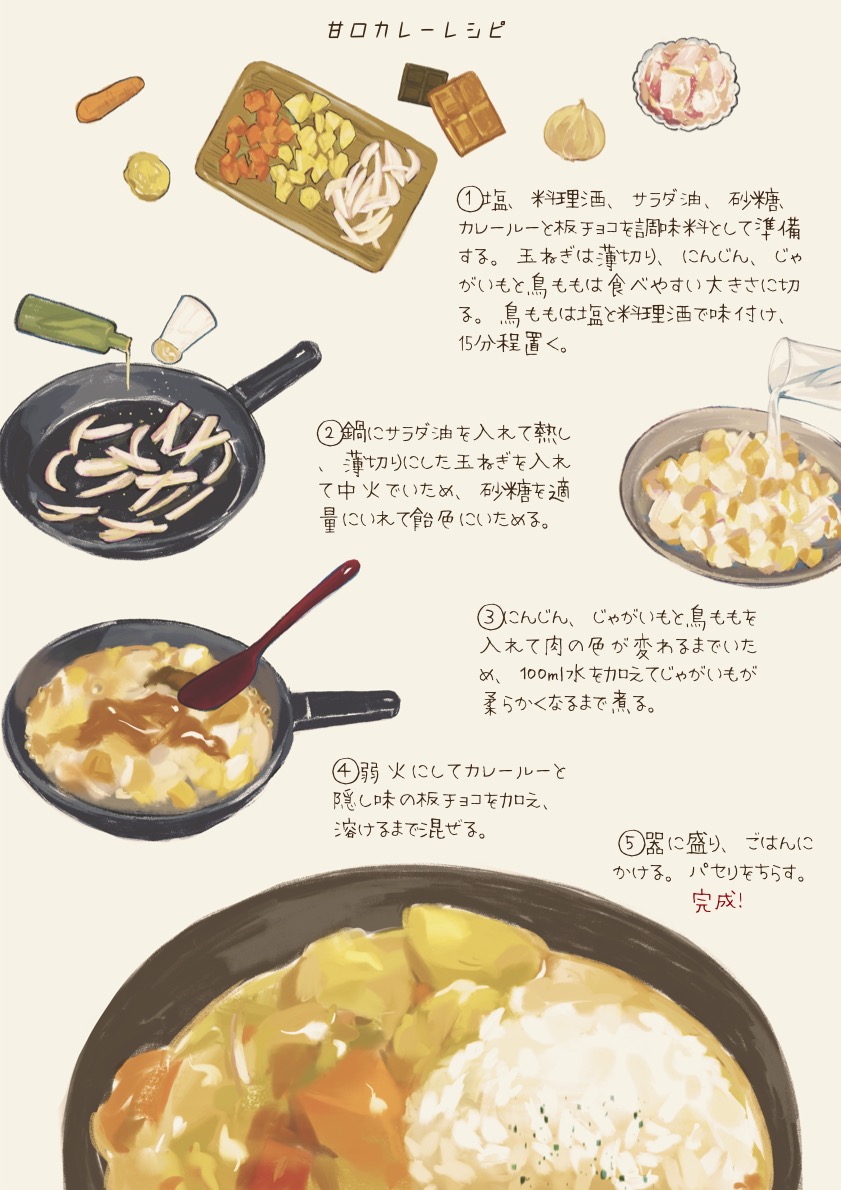 甘口カレーレシピ
①塩、料理酒、サラダ油、砂糖、
カレールーと板チョコを調味料として準備
する。玉ねぎは薄切り、にんじん、じゃ
がいもと鳥ももは食べやすい大きさに切
る。鳥ももは塩と料理酒で味付け、
15分程置く。
②鍋にサラダ油を入れて熱し
、薄切りにした玉ねぎを入れ
て中火でいため、砂糖を適
量にいれて飴色にいためる。
③にんじん、じゃがいもと鳥ももを
入れて肉の色が変わるまでいた
め、100ml水を加えてじゃがいもが
柔らかくなるまで煮る。
④弱火にしてカレールーと
隠し味の板チョコを加え、
溶けるまで混ぜる。
⑤器に盛り、ごはんに
かける。パセリをちらす。
完成!